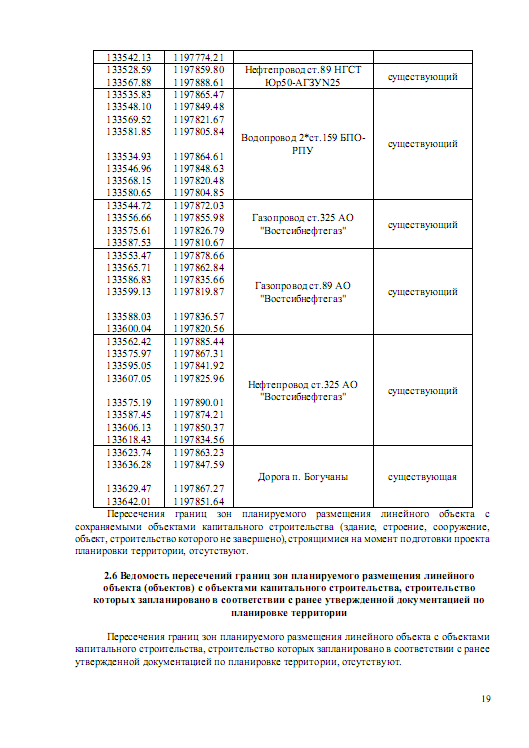 133542.13 1197774.21
133528.59 1197859.80 Нефтепровод ст.89 НГСТ
133567.88 1197888.61 Юр50-АГЗУN25 существующий
133535.83 1197865.47
133548.10 1197849.48
133569.52 1197821.67
133581.85 1197805.84 Водопровод 2*ст.159 БПО-
РПУ существующий
133534.93 1197864.61
133546.96 1197848.63
133568.15 1197820.48
133580.65 1197804.85
133544.72 1197872.03
133556.66 1197855.98 Газопровод ст.325 АО
133575.61 1197826.79 "Востсибнефтегаз" существующий
133587.53 1197810.67
133553.47 1197878.66
133565.71 1197862.84
133586.83 1197835.66 Газопровод ст.89 АО
133599.13 1197819.87 "Востсибнефтегаз" существующий
133588.03 1197836.57
133600.04 1197820.56
133562.42 1197885.44
133575.97 1197867.31
133595.05 1197841.92
133607.05 1197825.96 Нефтепровод ст.325 АО
"Востсибнефтегаз" существующий
133575.19 1197890.01
133587.45 1197874.21
133606.13 1197850.37
133618.43 1197834.56
133623.74 1197863.23
133636.28 1197847.59
Дорога п. Богучаны существующая
133629.47 1197867.27
133642.01 1197851.64
Пересечения границ зон планируемого размещения линейного объекта с
сохраняемыми объектами капитального строительства (здание, строение, сооружение,
объект, строительство которого не завершено), строящимися на момент подготовки проекта
планировки территории, отсутствуют.
2.6 Ведомость пересечений границ зон планируемого размещения линейного
объекта (объектов) с объектами капитального строительства, строительство
которых запланировано в соответствии с ранее утвержденной документацией по
планировке территории
Пересечения границ зон планируемого размещения линейного объекта с объектами
капитального строительства, строительство которых запланировано в соответствии с ранее
утвержденной документацией по планировке территории, отсутствуют.
19